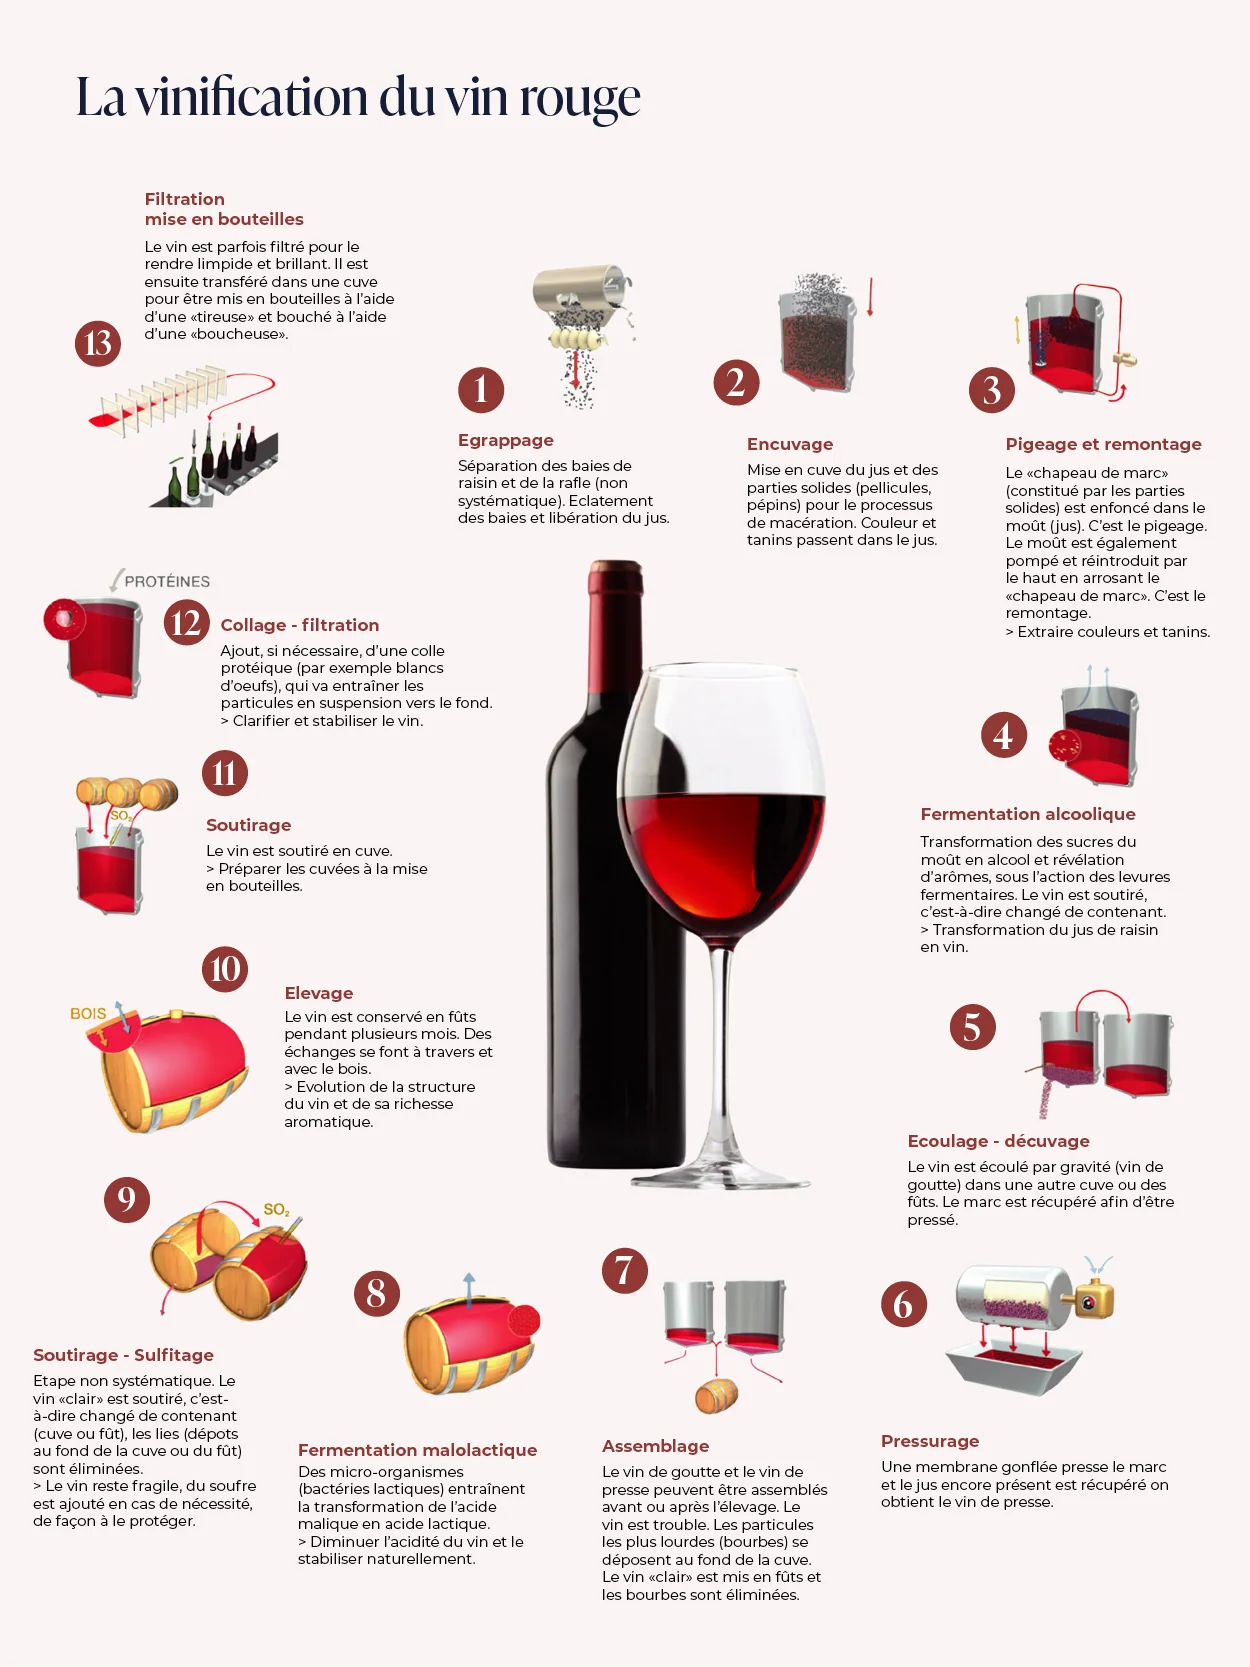 La vinification du vin rouge
1
Egrappage
Séparation des baies de
raisin et de la rafle (non
systématique). Eclatement
des baies et libération du jus.
2
Encuvage
Mise en cuve du jus et des
parties solides (pellicules,
pépins) pour le processus
de macération. Couleur et
tanins passent dans le jus.
3
Pigeage et remontage
Le «chapeau de marc»
(constitué par les parties
solides) est enfoncé dans le
moût (jus). C’est le pigeage.
Le moût est également
pompé et réintroduit par
le haut en arrosant le
«chapeau de marc». C’est le
remontage.
> Extraire couleurs et tanins.
4
Fermentation alcoolique
Transformation des sucres du
moût en alcool et révélation
d’arômes, sous l’action des levures
fermentaires. Le vin est soutiré,
c’est-à-dire changé de contenant.
> Transformation du jus de raisin
en vin.
5
Ecoulage - décuvage
Le vin est écoulé par gravité (vin de
goutte) dans une autre cuve ou des
fûts. Le marc est récupéré afin d’être
pressé.
6
Pressurage
Une membrane gonflée presse le marc
et le jus encore présent est récupéré on
obtient le vin de presse.
7
Assemblage
Le vin de goutte et le vin de
presse peuvent être assemblés
avant ou après l’élevage. Le
vin est trouble. Les particules
les plus lourdes (bourbes) se
déposent au fond de la cuve.
Le vin «clair» est mis en fûts et
les bourbes sont éliminées.
8
Fermentation malolactique
Des micro-organismes
(bactéries lactiques) entraînent
la transformation de l’acide
malique en acide lactique.
> Diminuer l’acidité du vin et le
stabiliser naturellement.
9
SO₂
Soutirage - Sulfitage
Etape non systématique. Le
vin «clair» est soutiré, c’est-
à-dire changé de contenant
(cuve ou fût), les lies (dépots
au fond de la cuve ou du fût)
sont éliminées.
> Le vin reste fragile, du soufre
est ajouté en cas de nécessité,
de façon à le protéger.
10
BOIS
Elevage
Le vin est conservé en fûts
pendant plusieurs mois. Des
échanges se font à travers et
avec le bois.
> Evolution de la structure
du vin et de sa richesse
aromatique.
11
SO₂
Soutirage
Le vin est soutiré en cuve.
> Préparer les cuvées à la mise
en bouteilles.
PROTÉINES
12
Collage - filtration
Ajout, si nécessaire, d’une colle
protéique (par exemple blancs
d’oeufs), qui va entraîner les
particules en suspension vers le fond.
> Clarifier et stabiliser le vin.
13
Filtration
mise en bouteilles
Le vin est parfois filtré pour le
rendre limpide et brillant. Il est
ensuite transféré dans une cuve
pour être mis en bouteilles à l’aide
d’une «tireuse» et bouché à l’aide
d’une «boucheuse».